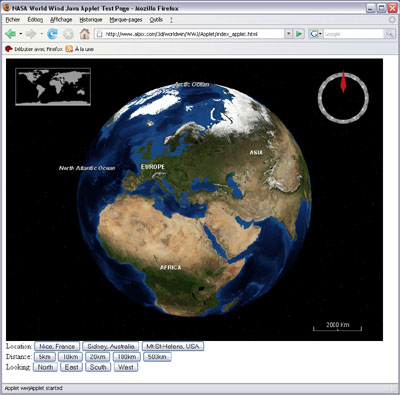 NASA World Wind Java Applet Test Page - Mozilla Firefox
Fichier Édition Affichage Historique Marque-pages Outils ?
http://www.alpix.com/3d/worldwin/WWJ/Applet/index_applet.html
Google
Débuter avec Firefox À la une
Arctic Ocean
ASIA
North Atlantic Ocean
EUROPE
AFRICA
2000 Km
Location: Nice, France Sidney, Australia Mt St Helens, USA
Distance: 5km 10km 20km 100km 500km
Looking: North East South West
Applet wwjApplet started